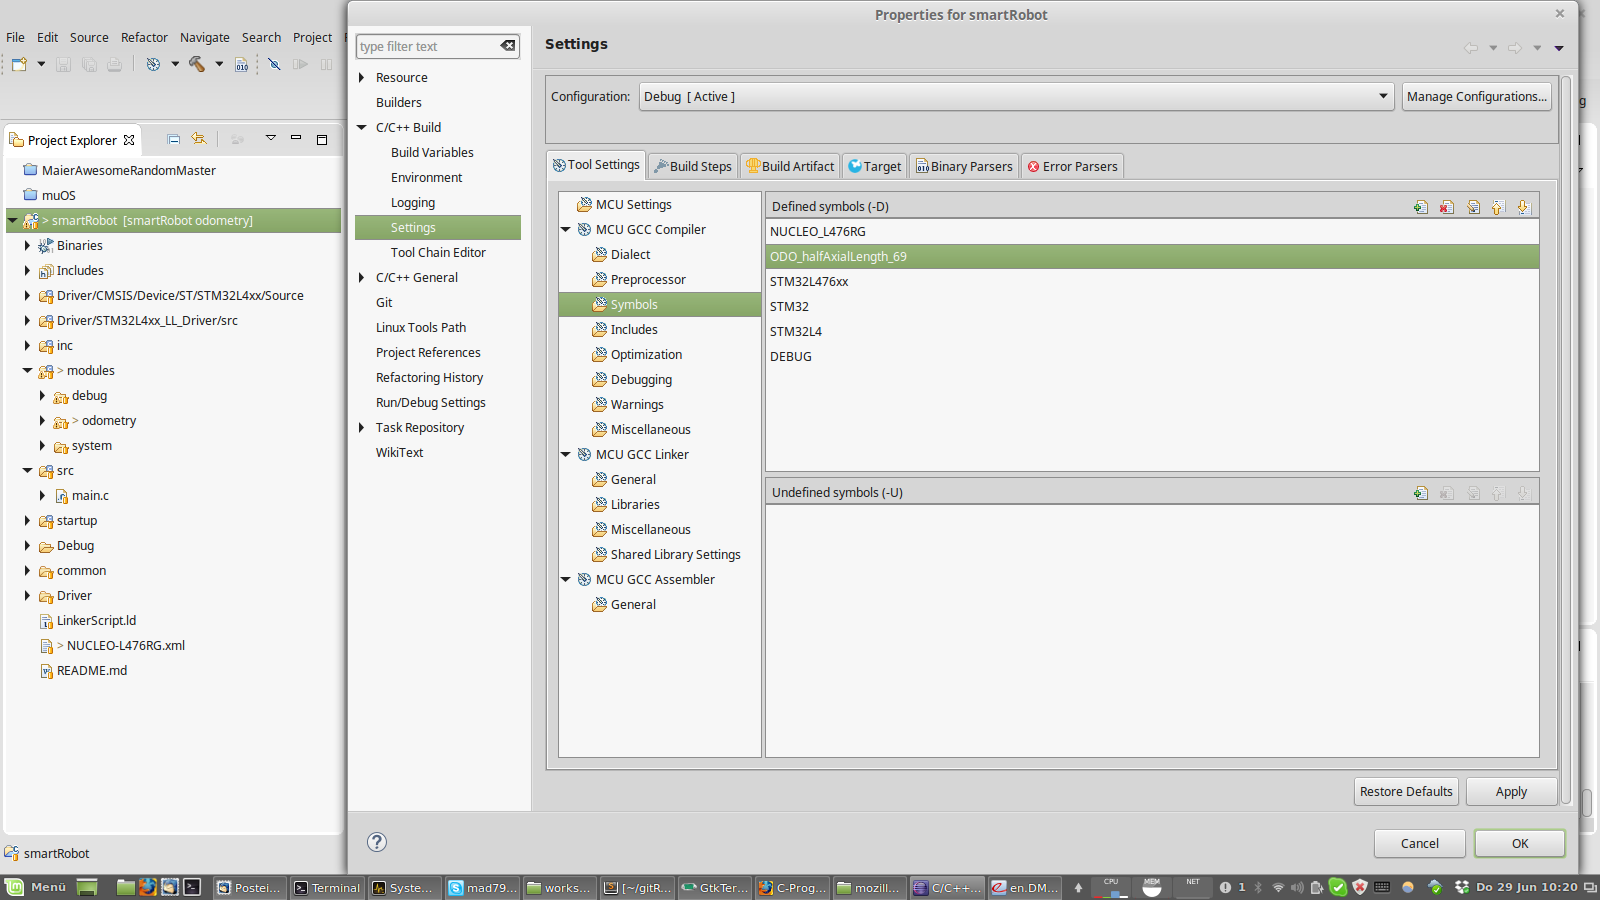 Properties for smartRobot
File Edit Source Refactor Navigate Search Project
Project Explorer
MaierAwesomeRandomMaster
muOS
> smartRobot [smartRobot odometry]
Binaries
Includes
Driver/CMSIS/Device/ST/STM32L4xx/Source
Driver/STM32L4xx_LL_Driver/src
inc
> modules
debug
> odometry
system
src
main.c
startup
Debug
common
Driver
LinkerScript.ld
> NUCLEO-L476RG.xml
README.md
smartRobot
type filter text
Resource
Builders
C/C++ Build
Build Variables
Environment
Logging
Settings
Tool Chain Editor
C/C++ General
Git
Linux Tools Path
Project References
Refactoring History
Run/Debug Settings
Task Repository
WikiText
Settings
Configuration: Debug [ Active ] Manage Configurations...
Tool Settings Build Steps Build Artifact Target Binary Parsers Error Parsers
MCU Settings
MCU GCC Compiler
Dialect
Preprocessor
Symbols
Includes
Optimization
Debugging
Warnings
Miscellaneous
MCU GCC Linker
General
Libraries
Miscellaneous
Shared Library Settings
MCU GCC Assembler
General
Defined symbols (-D)
NUCLEO_L476RG
ODO_halfAxialLength_69
STM32L476xx
STM32
STM32L4
DEBUG
Undefined symbols (-U)
Restore Defaults Apply
Cancel OK
Menü Postei... Terminal Syste... mad79... works... [~/gitR... GtkTer... C-Prog... mozill... C/C++... en.DM... CPU MEM NET 1 Do 29 Jun 10:20